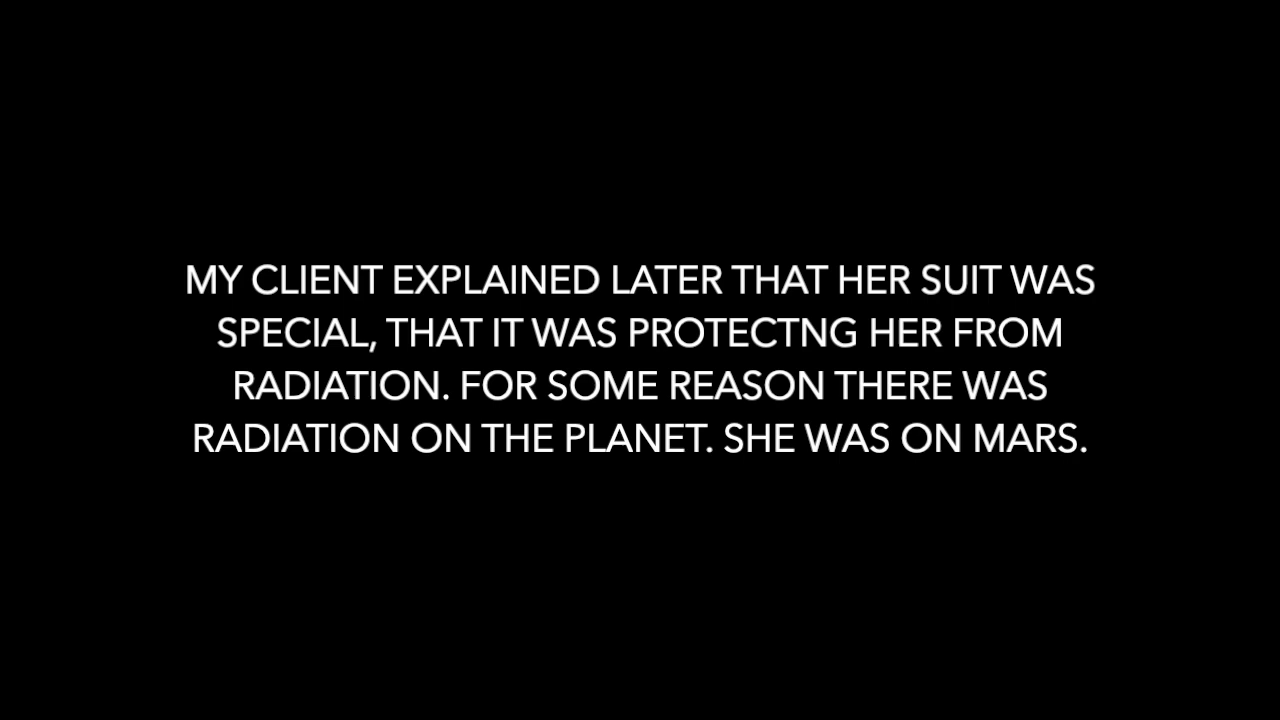 MY CLIENT EXPLAINED LATER THAT HER SUIT WAS
SPECIAL, THAT IT WAS PROTECTNG HER FROM
RADIATION. FOR SOME REASON THERE WAS
RADIATION ON THE PLANET. SHE WAS ON MARS.